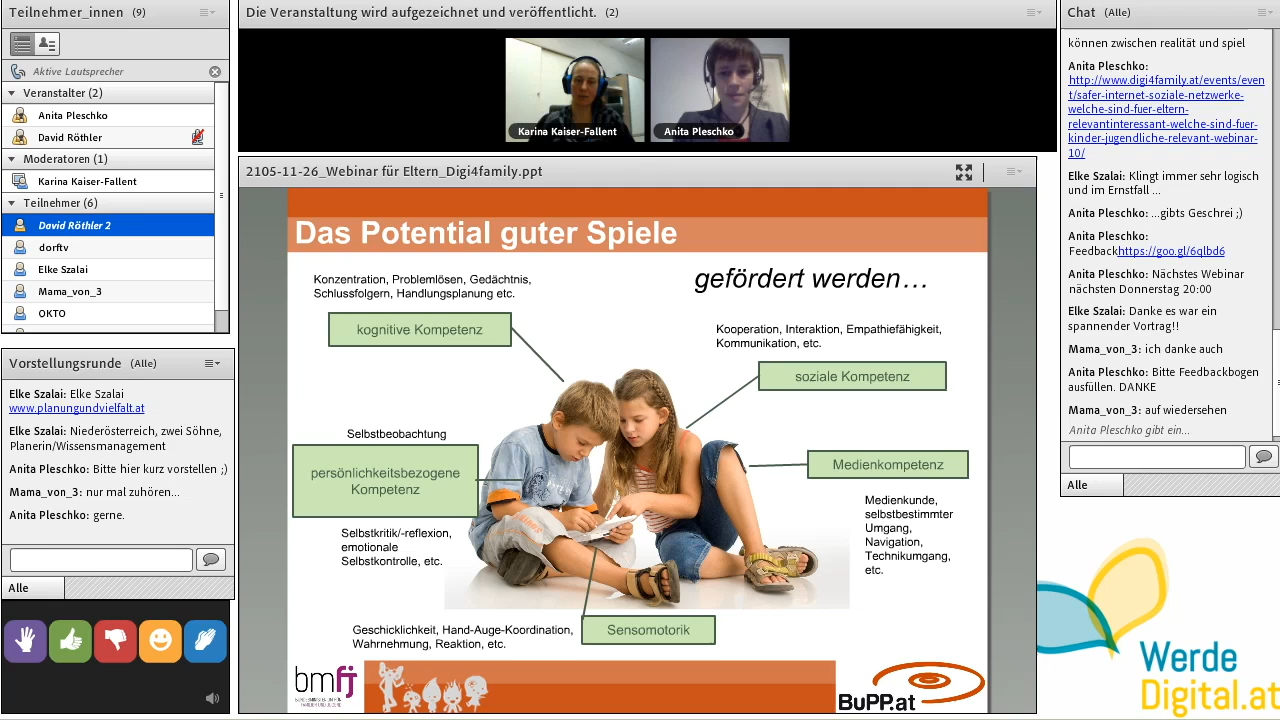 Teilnehmer_innen (9)
Aktive Lautsprecher
Veranstalter (2)
Anita Pleschko
David Röthler
Moderatoren (1)
Karina Kaiser-Fallent
Teilnehmer (6)
David Röthler 2
dorftv
Elke Szalai
Mama_von_3
OKTO
Vorstellungsrunde (Alle)
Elke Szalai: Elke Szalai
www.planungundvielfalt.at
Elke Szalai: Niederösterreich, zwei Söhne,
Planerin/Wissensmanagement
Anita Pleschko: Bitte hier kurz vorstellen ;)
Mama_von_3: nur mal zuhören...
Anita Pleschko: gerne.
Alle
Die Veranstaltung wird aufgezeichnet und veröffentlicht. (2)
Karina Kaiser-Fallent
Anita Pleschko
2105-11-26_Webinar für Eltern_Digi4family.ppt
Das Potential guter Spiele
gefördert werden…
Konzentration, Problemlösen, Gedächtnis,
Schlussfolgern, Handlungsplanung etc.
kognitive Kompetenz
Kooperation, Interaktion, Empathiefähigkeit,
Kommunikation, etc.
soziale Kompetenz
Selbstbeobachtung
persönlichkeitsbezogene
Kompetenz
Selbstkritik/-reflexion,
emotionale
Selbstkontrolle, etc.
Medienkompetenz
Medienkunde,
selbstbestimmter
Umgang,
Navigation,
Technikumgang,
etc.
Geschicklichkeit, Hand-Auge-Koordination,
Wahrnehmung, Reaktion, etc.
Sensomotorik
bmfj
BuPP.at
Chat (Alle)
können zwischen realität und spiel
Anita Pleschko:
http://www.digi4family.at/events/even
t/safer-internet-soziale-netzwerke-
welche-sind-fuer-eltern-
relevantinteressant-welche-sind-fuer-
kinder-jugendliche-relevant-webinar-
10/
Elke Szalai: Klingt immer sehr logisch
und im Ernstfall ...
Anita Pleschko: ...gibts Geschrei ;)
Anita Pleschko:
Feedbackhttps://goo.gl/6qlbd6
Anita Pleschko: Nächstes Webinar
nächsten Donnerstag 20:00
Elke Szalai: Danke es war ein
spannender Vortrag!!
Mama_von_3: ich danke auch
Anita Pleschko: Bitte Feedbackbogen
ausfüllen. DANKE
Mama_von_3: auf wiedersehen
Anita Pleschko gibt ein...
Alle
Werde
Digital.at